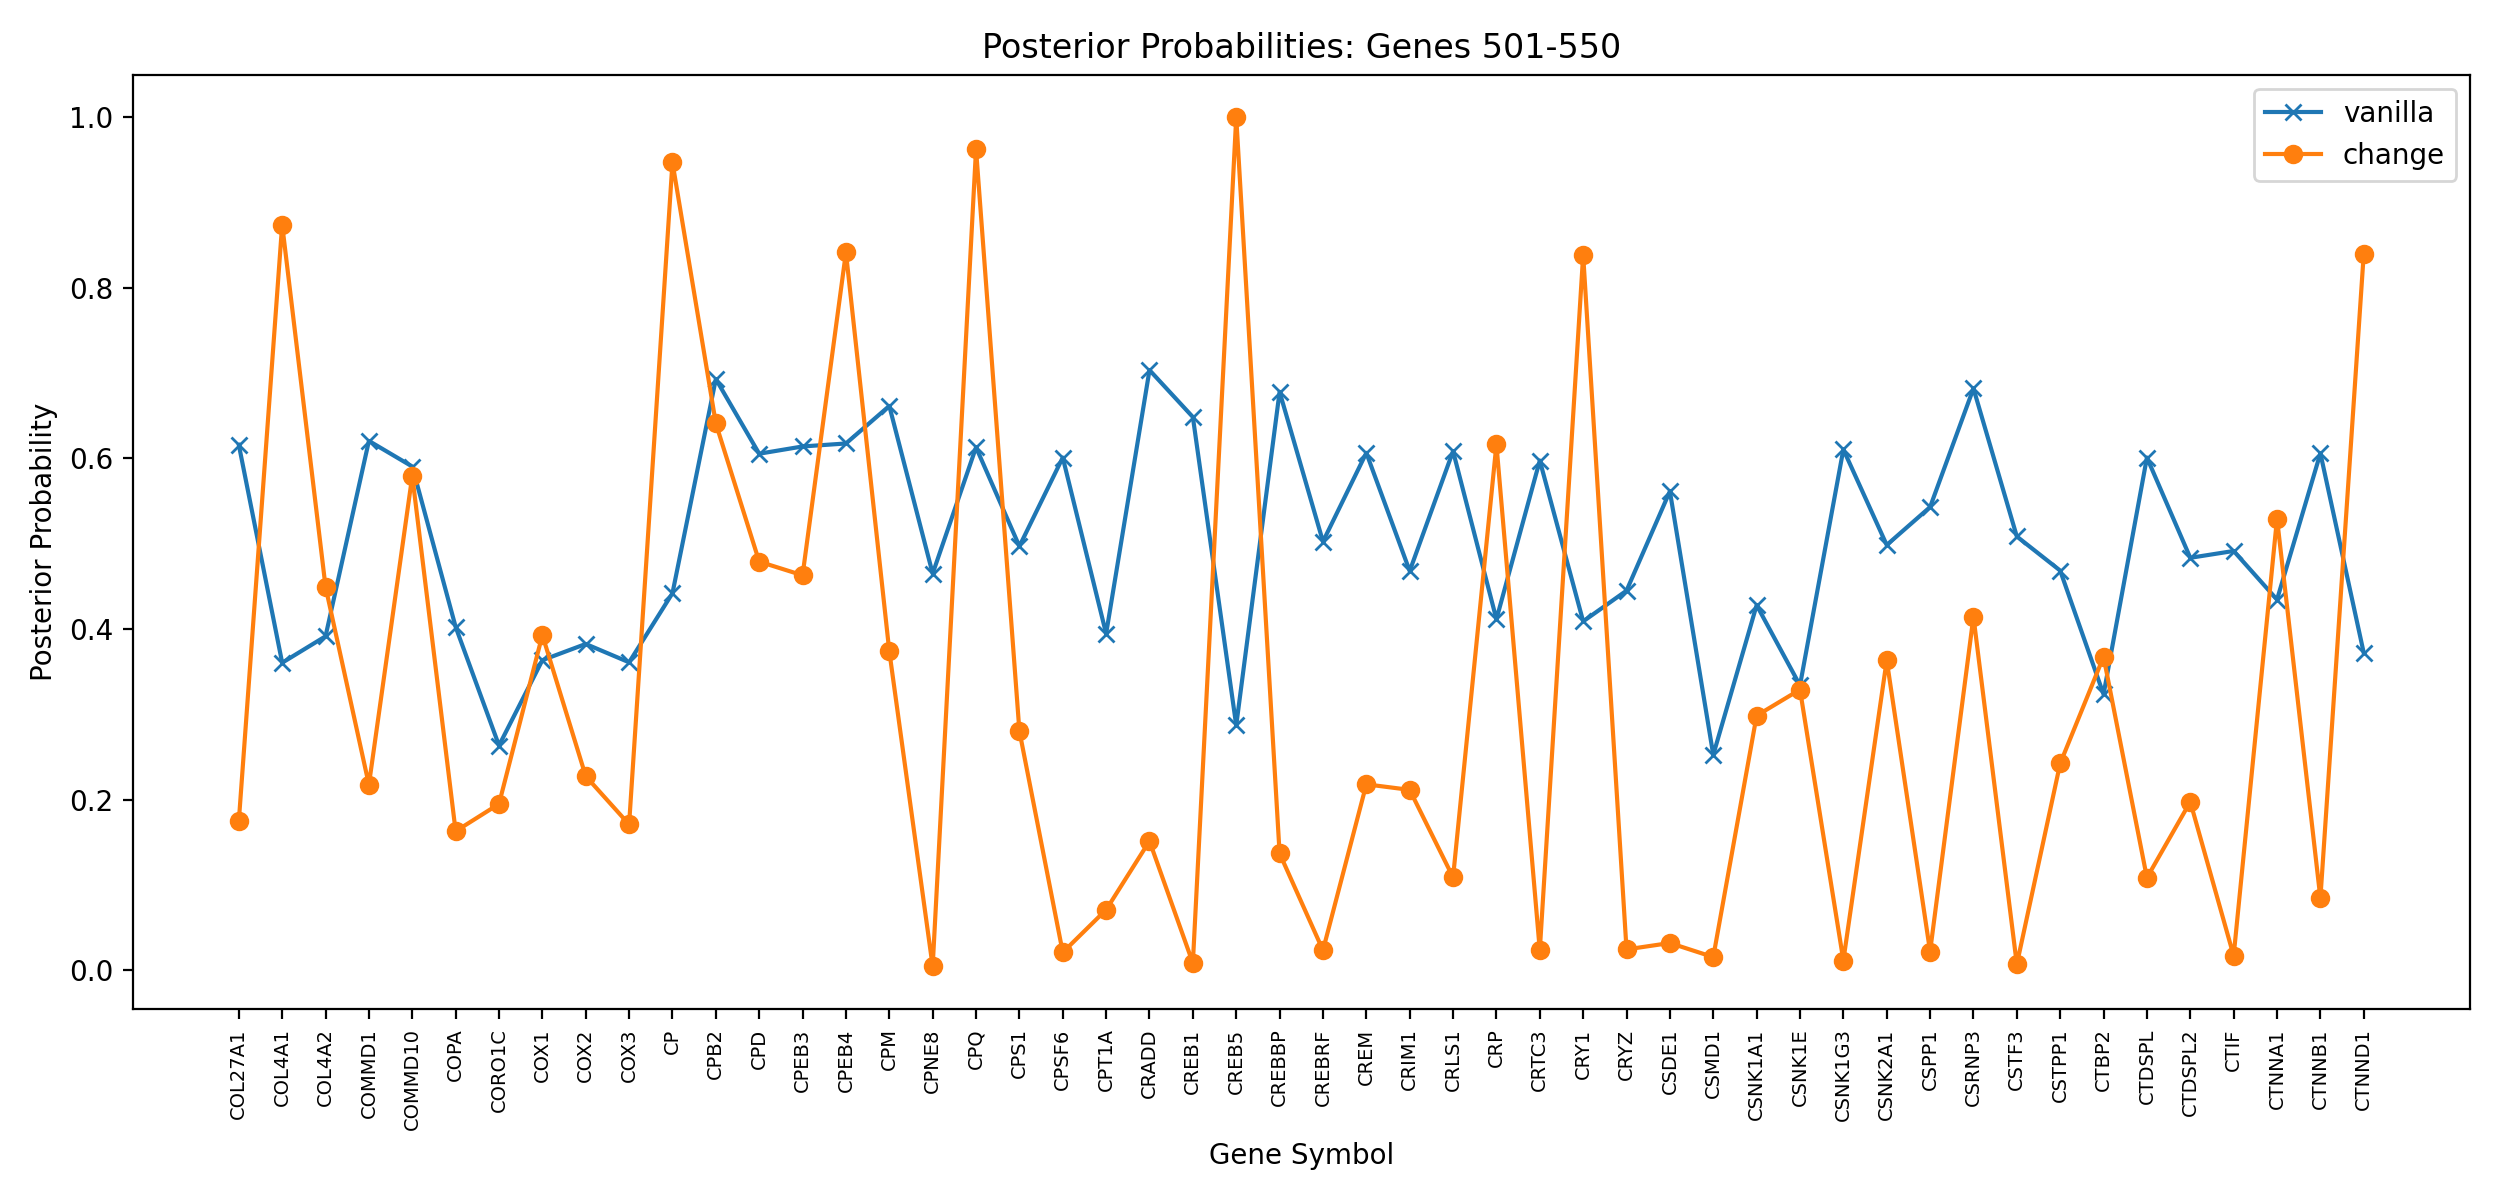 Posterior Probabilities: Genes 501-550
vanilla
change
Posterior Probability
1.0
0.8
0.6
0.4
0.2
0.0
COL27A1
COL4A1
COL4A2
COMMD1
COMMD10
COPA
CORO1C
COX1
COX2
COX3
CP
CPB2
CPD
CPEB3
CPEB4
CPM
CPNE8
CPQ
CPS1
CPSF6
CPT1A
CRADD
CREB1
CREB5
CREBBP
CREBRF
CREM
CRIM1
CRLS1
CRP
CRTC3
CRY1
CRYZ
CSDE1
CSMD1
CSNK1A1
CSNK1E
CSNK1G3
CSNK2A1
CSPP1
CSRNP3
CSTF3
CSTPP1
CTBP2
CTDSPL
CTDSPL2
CTIF
CTNNA1
CTNNB1
CTNND1
Gene Symbol